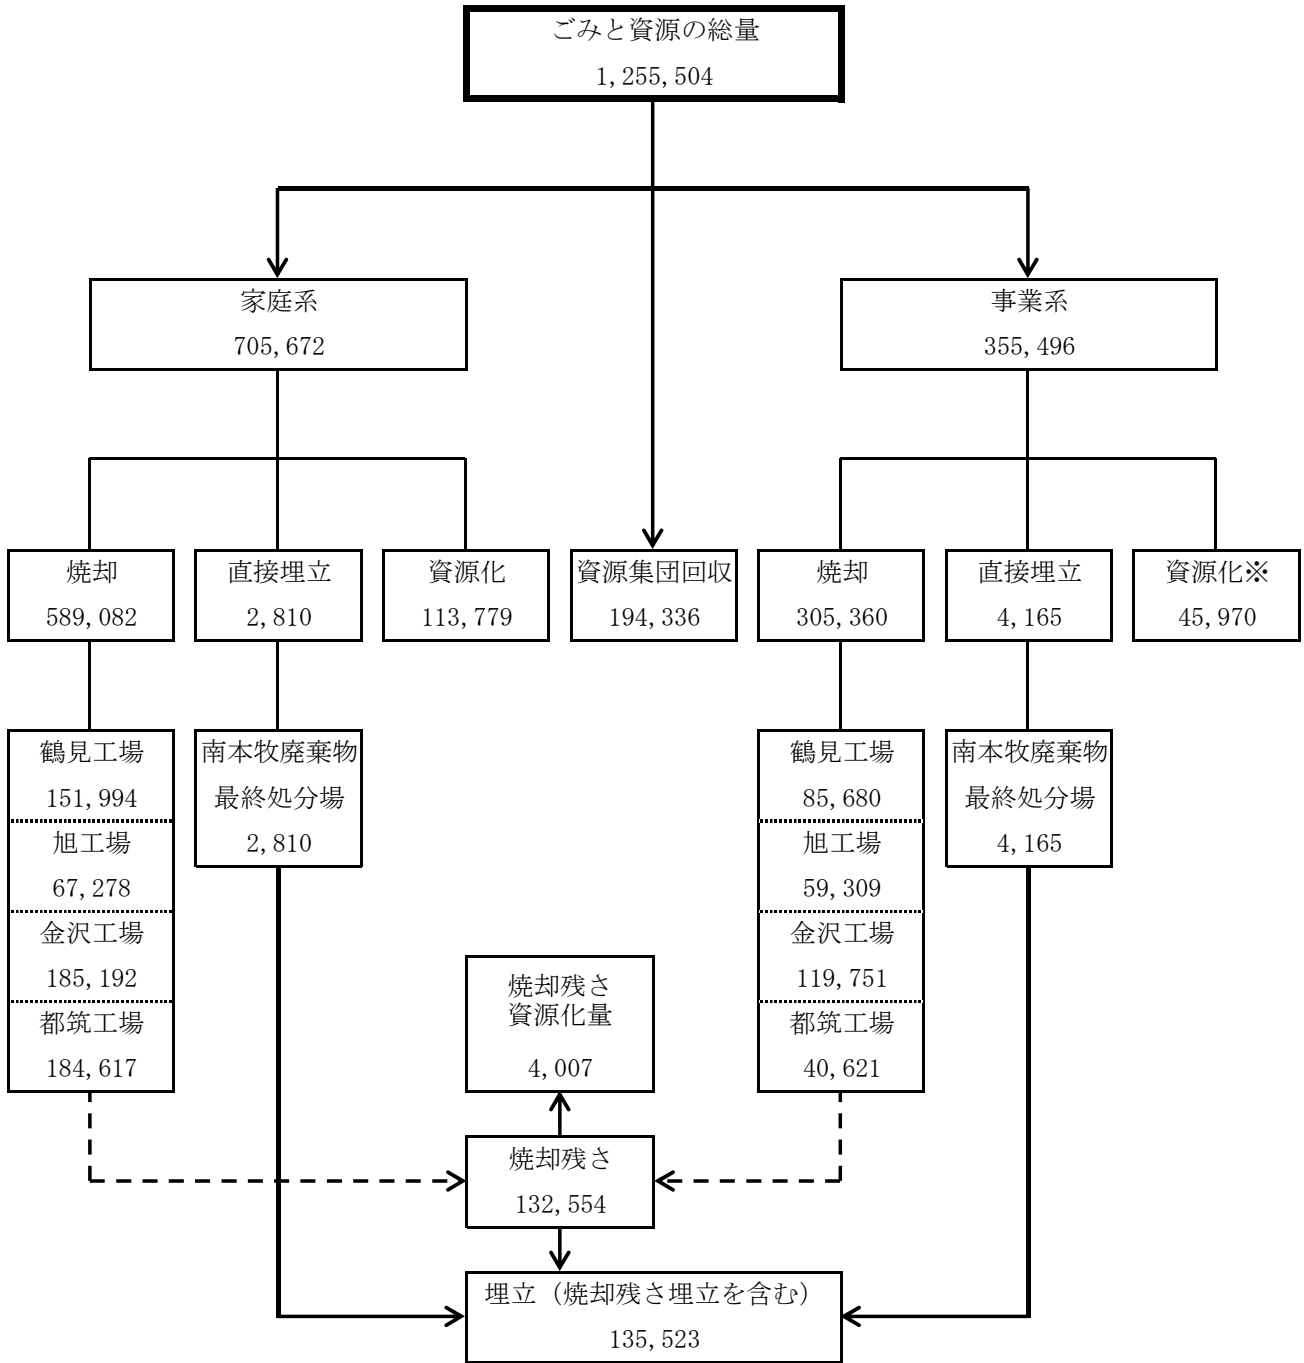 ごみと資源の総量
1,255,504
家庭系
705,672
事業系
355,496
焼却
589,082
直接埋立
2,810
資源化
113,779
資源集団回収
194,336
焼却
305,360
直接埋立
4,165
資源化※
45,970
鶴見工場
151,994
旭工場
67,278
金沢工場
185,192
都筑工場
184,617
南本牧廃棄物
最終処分場
2,810
鶴見工場
85,680
旭工場
59,309
金沢工場
119,751
都筑工場
40,621
南本牧廃棄物
最終処分場
4,165
焼却残さ
資源化量
4,007
焼却残さ
132,554
埋立（焼却残さ埋立を含む）
135,523